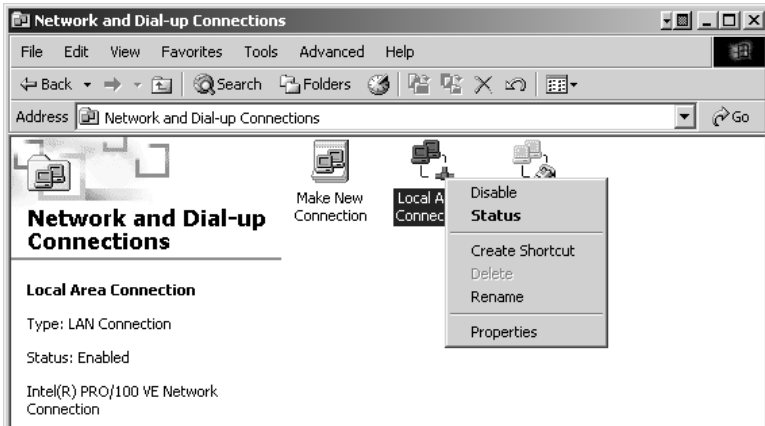 Network and Dial-up Connections
File Edit View Favorites Tools Advanced Help
Back Search Folders
Address Network and Dial-up Connections Go
Make New
Connection
Local A
Connec
Disable
Status
Create Shortcut
Delete
Rename
Properties
Network and Dial-up
Connections
Local Area Connection
Type: LAN Connection
Status: Enabled
Intel(R) PRO/100 VE Network
Connection